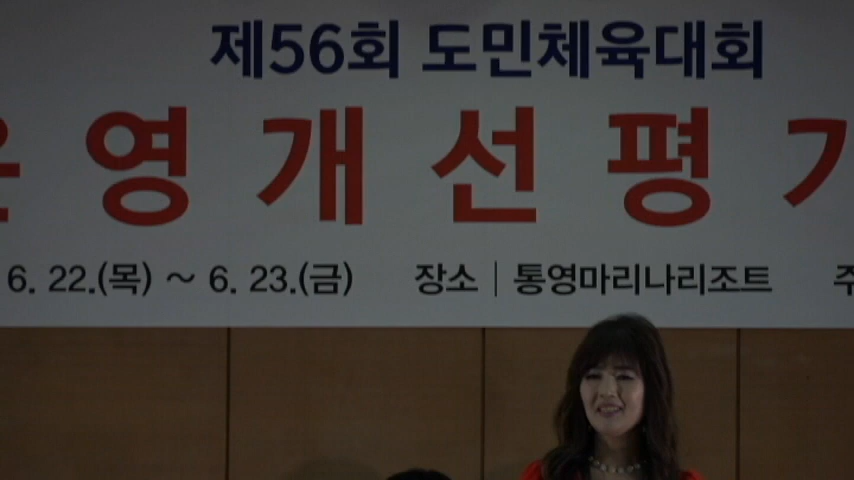 제56회 도민체육대회
영개선평
6. 22.(목) ~ 6. 23.(금) 장소 | 통영마리나리조트